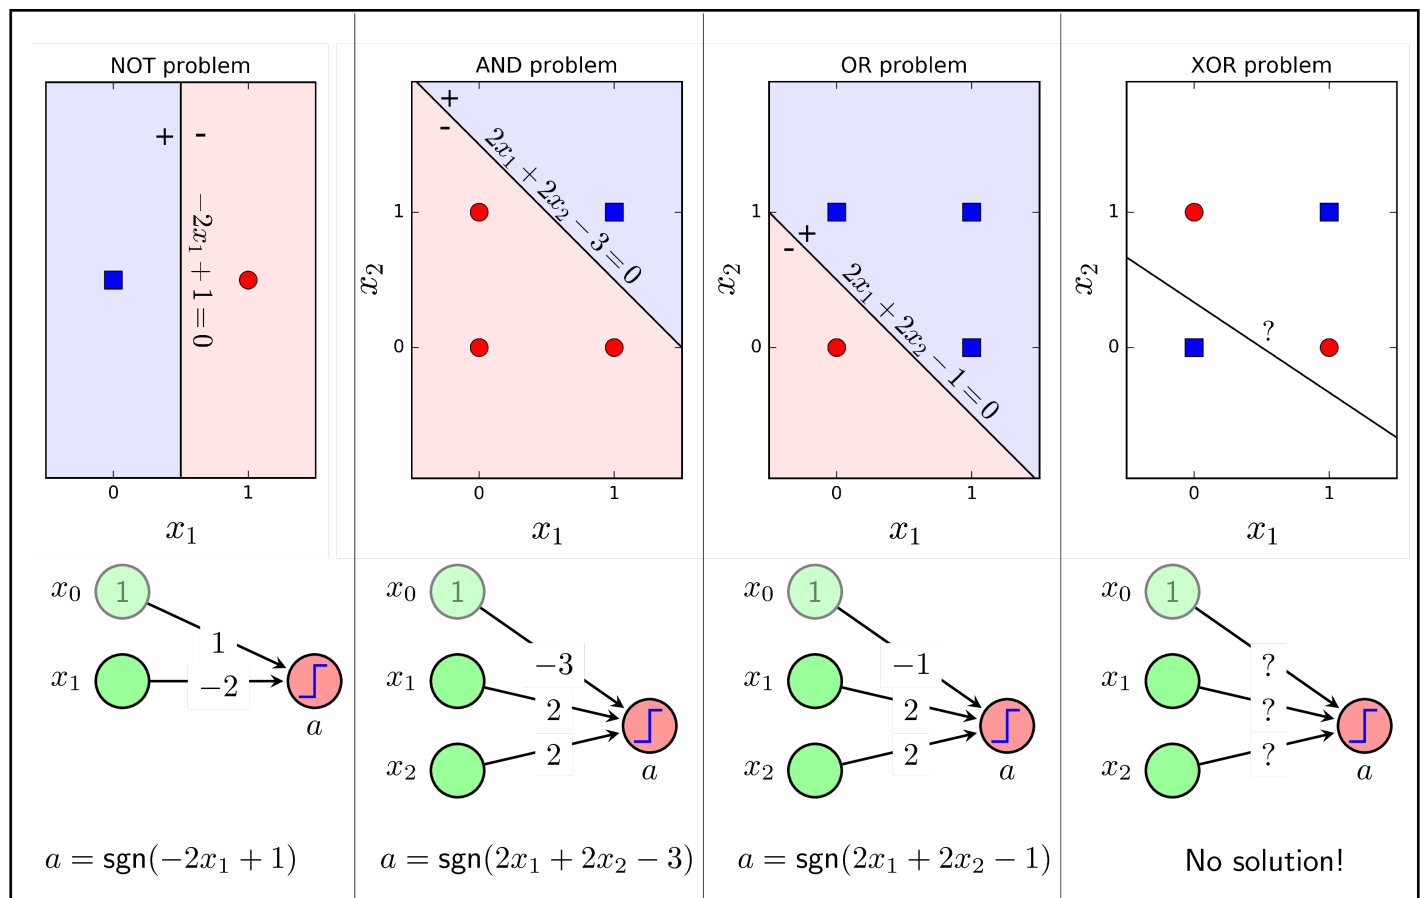 NOT problem
+ -
−2x₁ + 1 = 0
0 1
x₁
x₀ 1
1
x₁ −2
a
a = sgn(−2x₁ + 1)
AND problem
+
-
2x₁ + 2x₂ − 3 = 0
1
x₂
0
0 1
x₁
x₀ 1
−3
x₁ 2
x₂ 2
a
a = sgn(2x₁ + 2x₂ − 3)
OR problem
1
+
-
2x₁ + 2x₂ − 1 = 0
x₂
0
0 1
x₁
x₀ 1
−1
x₁ 2
x₂ 2
a
a = sgn(2x₁ + 2x₂ − 1)
XOR problem
1
x₂
?
0
0 1
x₁
x₀ 1
?
x₁ ?
x₂ ?
a
No solution!